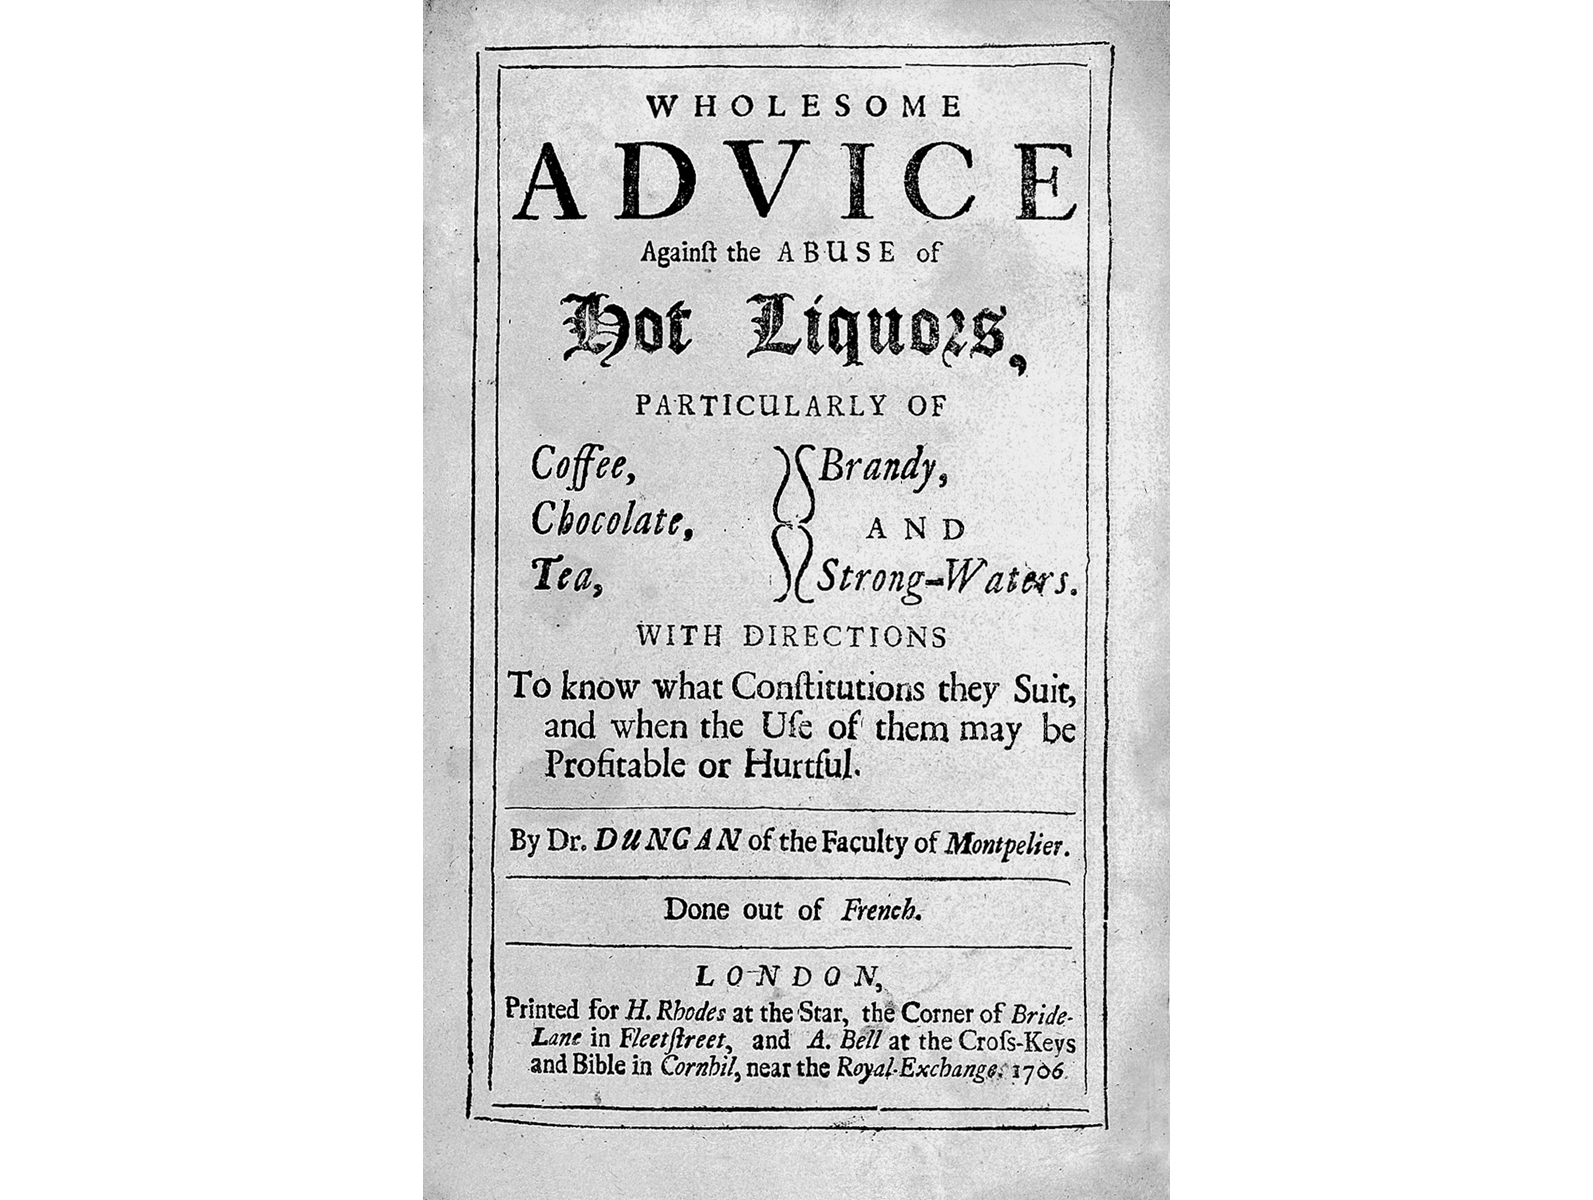 WHOLESOME
ADVICE
Againſt the ABUSE of
Hot Liquors,
PARTICULARLY OF
Coffee, Brandy,
Chocolate, AND
Tea, Strong-Waters.
WITH DIRECTIONS
To know what Conſtitutions they Suit,
and when the Uſe of them may be
Profitable or Hurtful.
By Dr. DUNCAN of the Faculty of Montpelier.
Done out of French.
LONDON,
Printed for H. Rhodes at the Star, the Corner of Bride-
Lane in Fleetſtreet, and A. Bell at the Croſs-Keys
and Bible in Cornhil, near the Royal-Exchange. 1706.